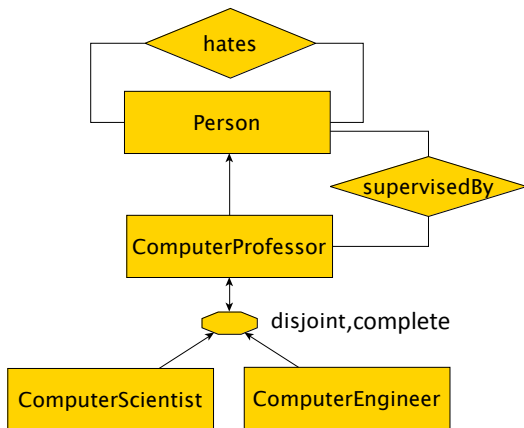 hates
Person
supervisedBy
ComputerProfessor
disjoint,complete
ComputerScientist
ComputerEngineer